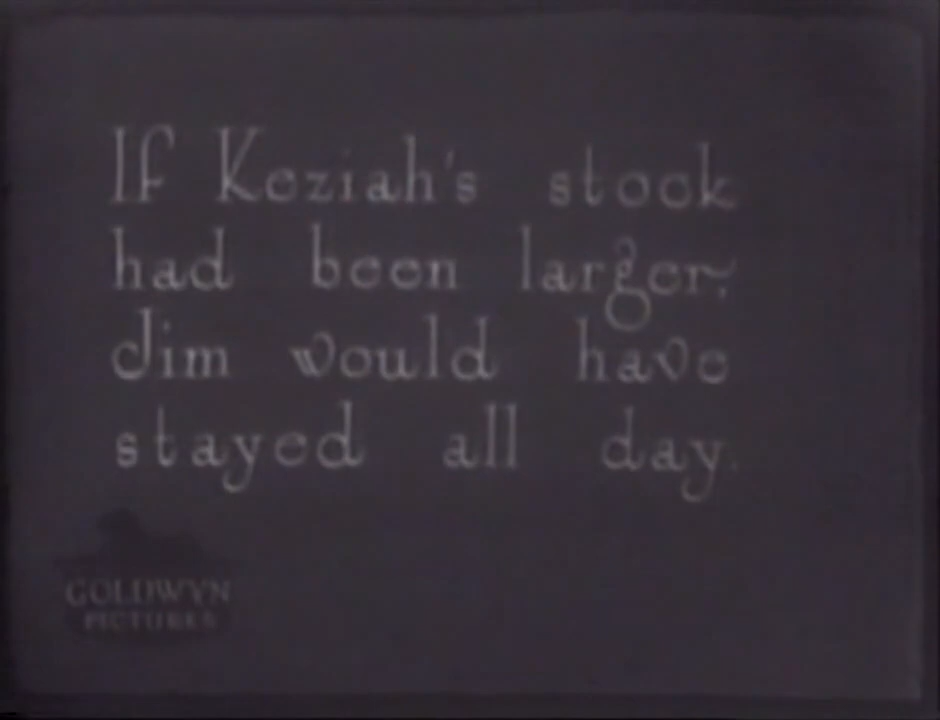 If Keziah's stock
had been larger,
Jim would have
stayed all day.
GOLDWYN
PICTURES